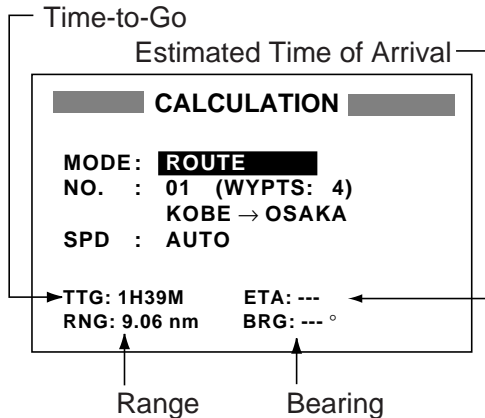 Time-to-Go
Estimated Time of Arrival
CALCULATION
MODE: ROUTE
NO. : 01 (WYPTS: 4)
KOBE → OSAKA
SPD : AUTO
TTG: 1H39M ETA: ---
RNG: 9.06 nm BRG: --- °
Range Bearing